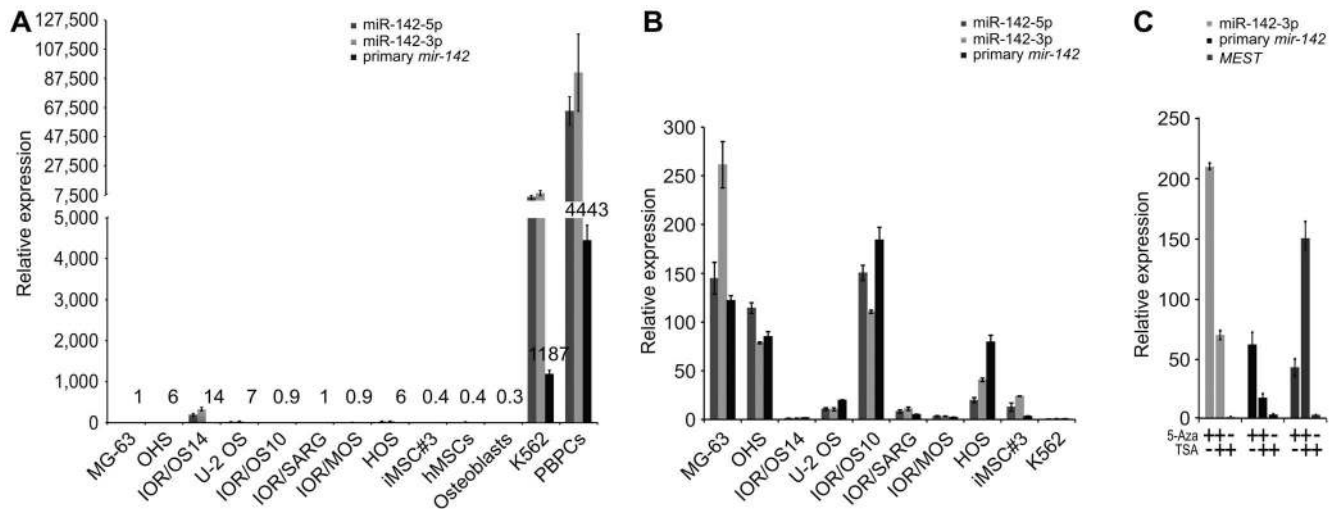 A
Relative expression
127,500
107,500
87,500
67,500
47,500
27,500
7,500
5,000
4,000
3,000
2,000
1,000
0
miR-142-5p
miR-142-3p
primary mir-142
1 6 14 7 0.9 1 0.9 6 0.4 0.4 0.3 1187 4443
MG-63
OHS
IOR/OS14
U-2 OS
IOR/OS10
IOR/SARG
IOR/MOS
HOS
iMSC#3
hMSCs
Osteoblasts
K562
PBPCs
B
miR-142-5p
miR-142-3p
primary mir-142
Relative expression
300
250
200
150
100
50
0
MG-63
OHS
IOR/OS14
U-2 OS
IOR/OS10
IOR/SARG
IOR/MOS
HOS
iMSC#3
K562
C
miR-142-3p
primary mir-142
MEST
Relative expression
250
200
150
100
50
0
5-Aza ++- ++- ++-
TSA -++ -++ -++